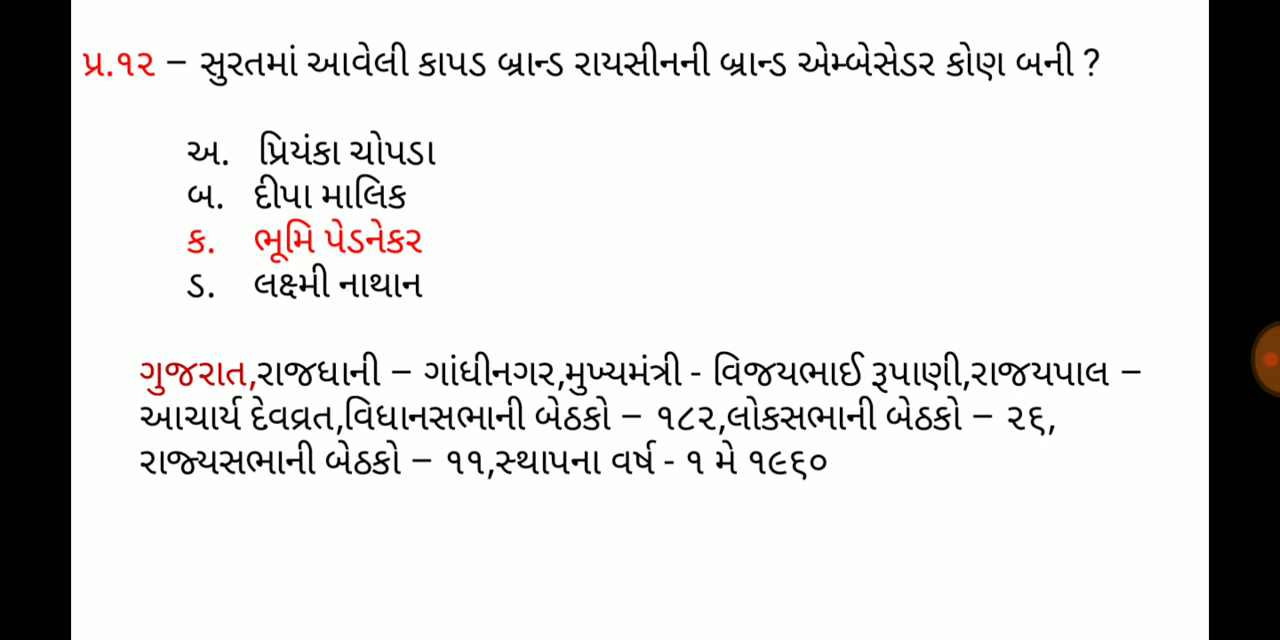 પ્ર.૧૨ – સુરતમાં આવેલી કાપડ બ્રાન્ડ રાયસીનની બ્રાન્ડ એમ્બેસેડર કોણ બની ?
અ. પ્રિયંકા ચોપડા
બ. દીપા માલિક
ક. ભૂમિ પેડનેકર
ડ. લક્ષ્મી નાથાન
ગુજરાત,રાજધાની – ગાંધીનગર,મુખ્યમંત્રી - વિજયભાઈ રૂપાણી,રાજયપાલ –
આચાર્ય દેવવ્રત,વિધાનસભાની બેઠકો – ૧૮૨,લોકસભાની બેઠકો – ૨૬,
રાજ્યસભાની બેઠકો – ૧૧,સ્થાપના વર્ષ - ૧ મે ૧૯૬૦